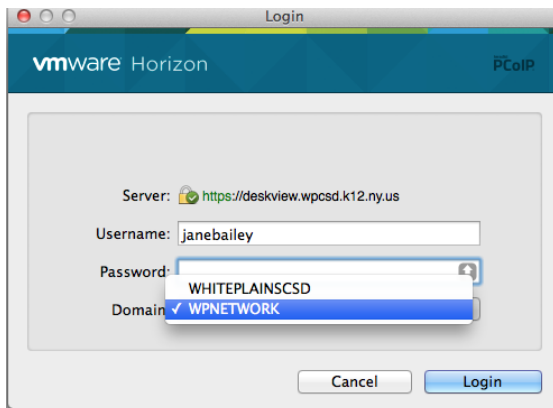 Login
vmware Horizon
PCoIP
Server: https://deskview.wpcsd.k12.ny.us
Username: janebailey
Password:
WHITEPLAINSCSD
Domain ✓ WPNETWORK
Cancel Login